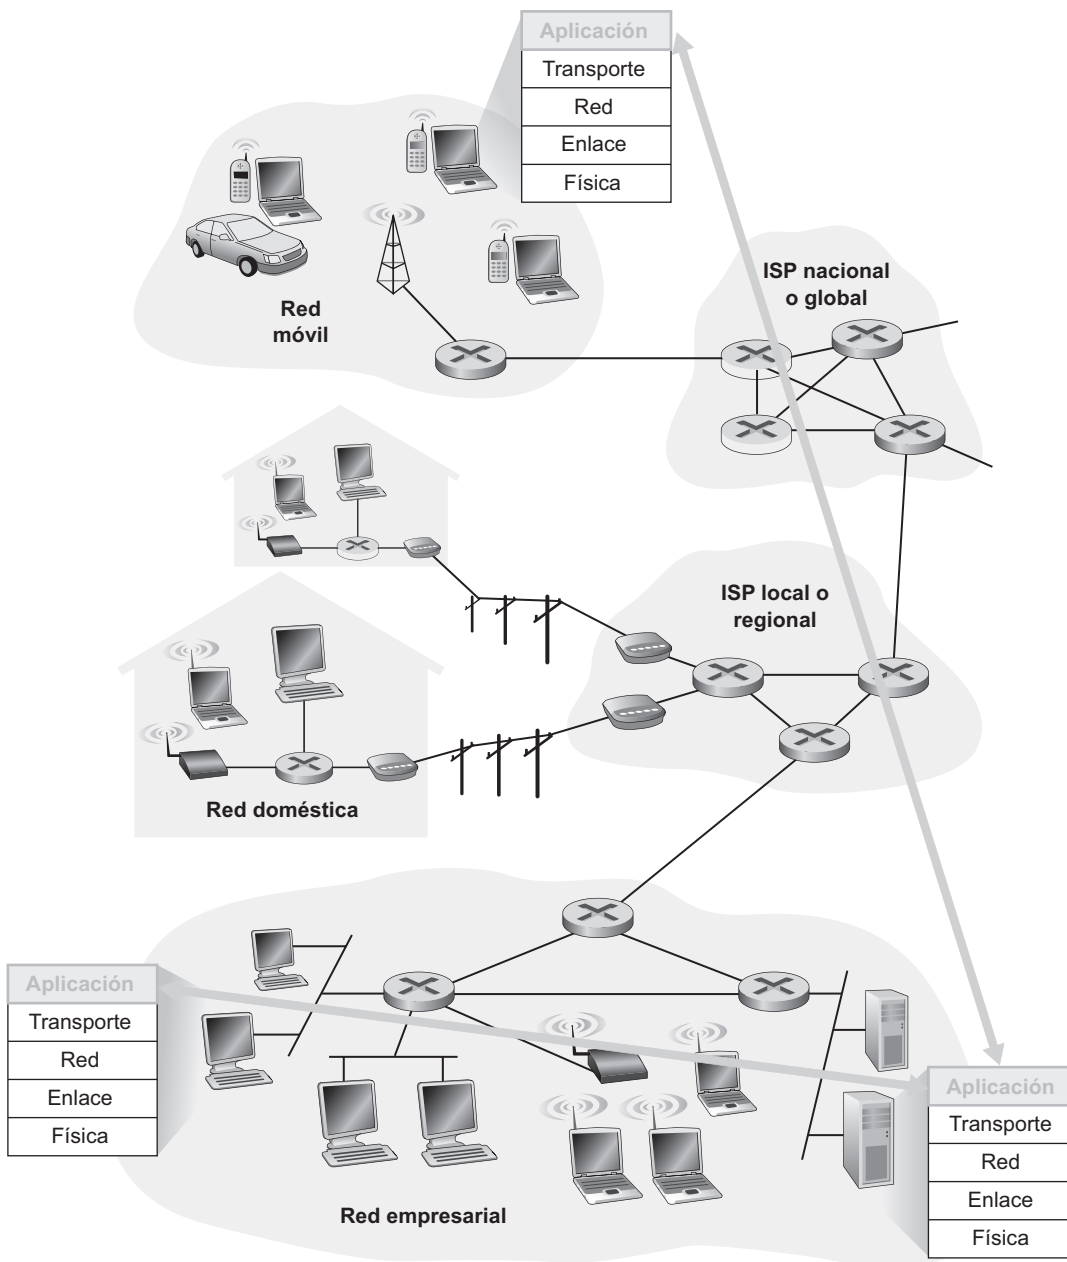 Aplicación
Transporte
Red
Enlace
Física
ISP nacional
o global
Red
móvil
ISP local o
regional
Red doméstica
Aplicación
Transporte
Red
Enlace
Física
Aplicación
Transporte
Red
Enlace
Física
Red empresarial